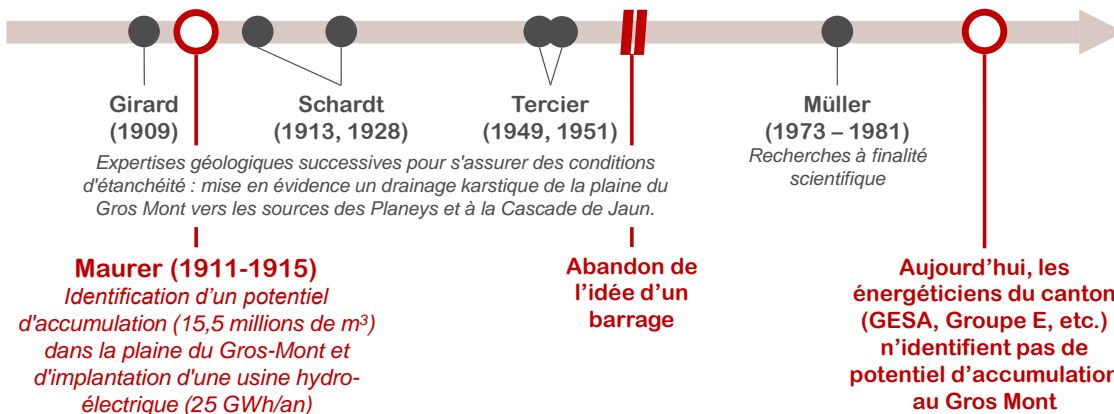 Girard
(1909)
Schardt
(1913, 1928)
Tercier
(1949, 1951)
Müller
(1973 – 1981)
Recherches à finalité
scientifique
Expertises géologiques successives pour s'assurer des conditions
d'étanchéité : mise en évidence un drainage karstique de la plaine du
Gros Mont vers les sources des Planeys et à la Cascade de Jaun.
Maurer (1911-1915)
Identification d’un potentiel
d'accumulation (15,5 millions de m³)
dans la plaine du Gros-Mont et
d'implantation d'une usine hydro-
électrique (25 GWh/an)
Abandon de
l’idée d’un
barrage
Aujourd’hui, les
énergéticiens du canton
(GESA, Groupe E, etc.)
n’identifient pas de
potentiel d’accumulation
au Gros Mont